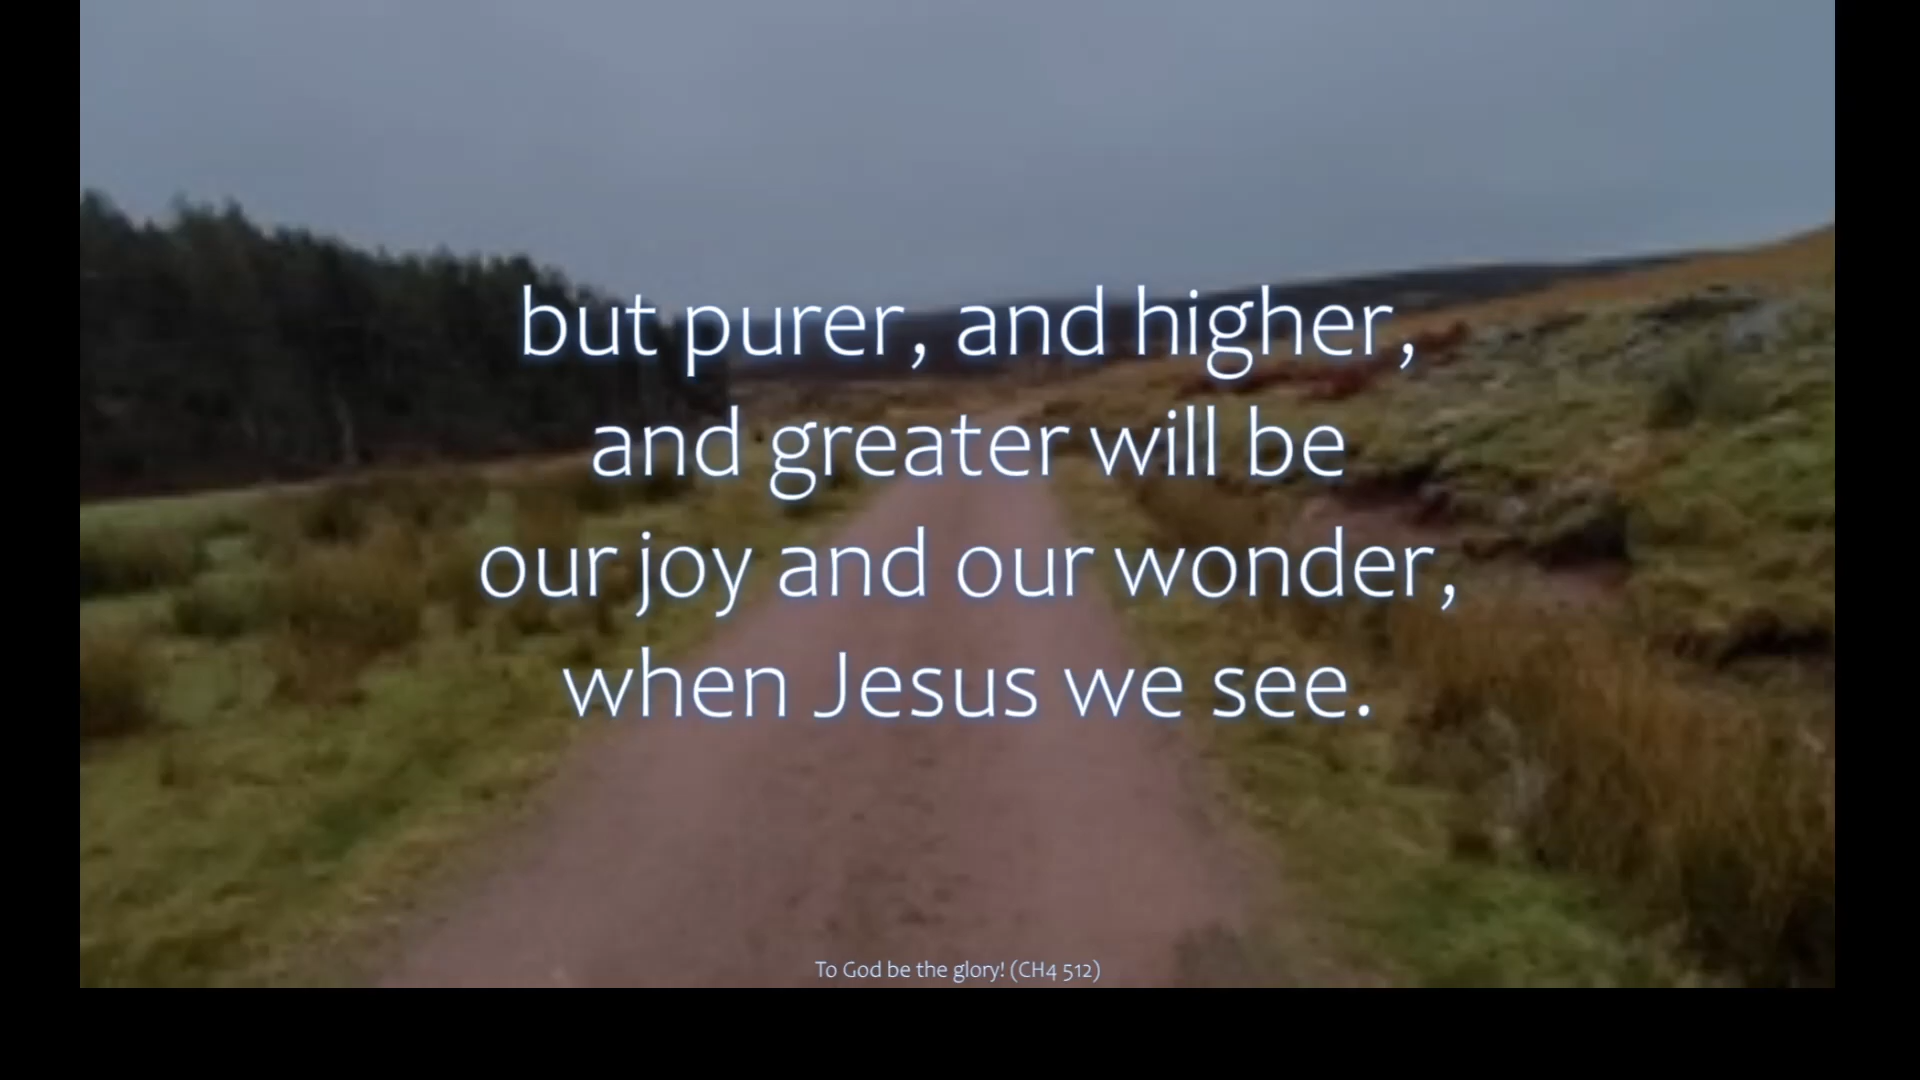 but purer, and higher,
and greater will be
our joy and our wonder,
when Jesus we see.
To God be the glory! (CH4 512)